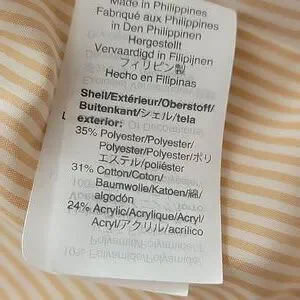 Made in Philippines
Fabriqué aux Philippines
in Den Philippinen
Hergestellt
Vervaardigd in Filipijnen
フィリピン製
Hecho en Filipinas
Shell/Extérieur/Oberstoff/
Buitenkant/シェル/tela
exterior:
35% Polyester/Polyester/
Polyester/Polyester/ポリ
エステル/poliéster
31% Cotton/Coton/
Baumwolle/Katoen/綿/
algodón
24% Acrylic/Acrylique/Acryl/
Acryl/アクリル/acrílico